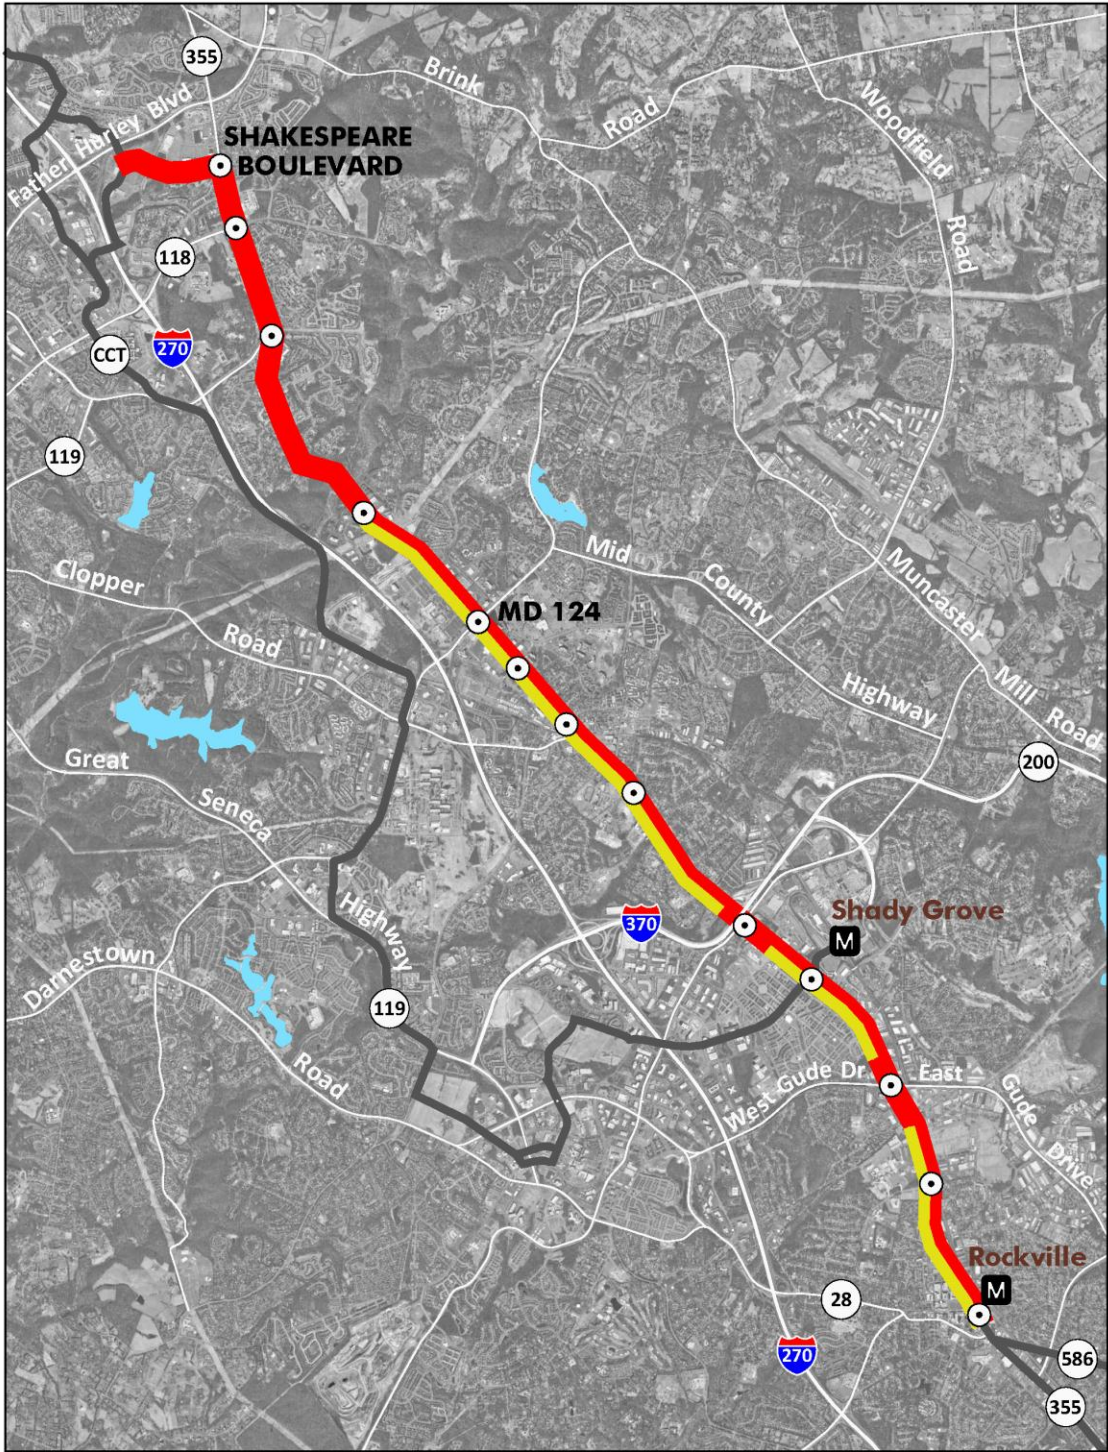 355
Brink
Road
Woodfield
Road
Father Hurley Blvd
SHAKESPEARE
BOULEVARD
118
CCT
270
119
MD 124
Mid
County
Highway
Muncaster
Mill
Road
Clopper
Road
200
Great
Seneca
Highway
Shady Grove
M
370
Darnestown
Road
119
West Gude Dr.
East
Gude
Drive
Rockville
M
28
270
586
355